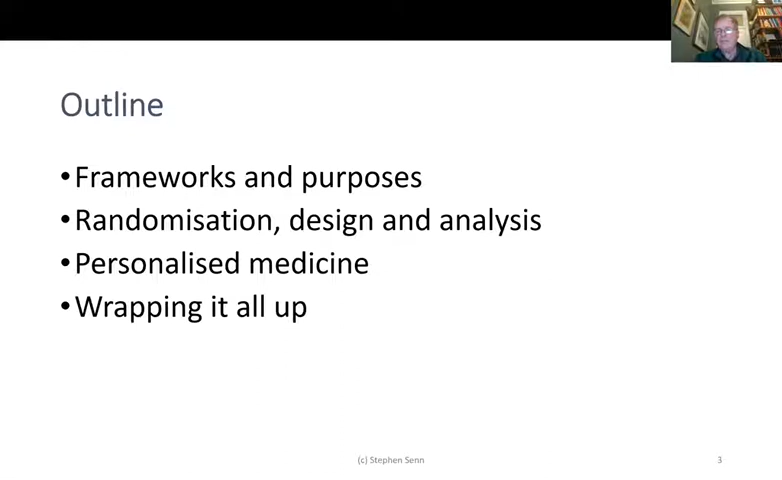 Outline
•Frameworks and purposes
•Randomisation, design and analysis
•Personalised medicine
•Wrapping it all up
(c) Stephen Senn
3